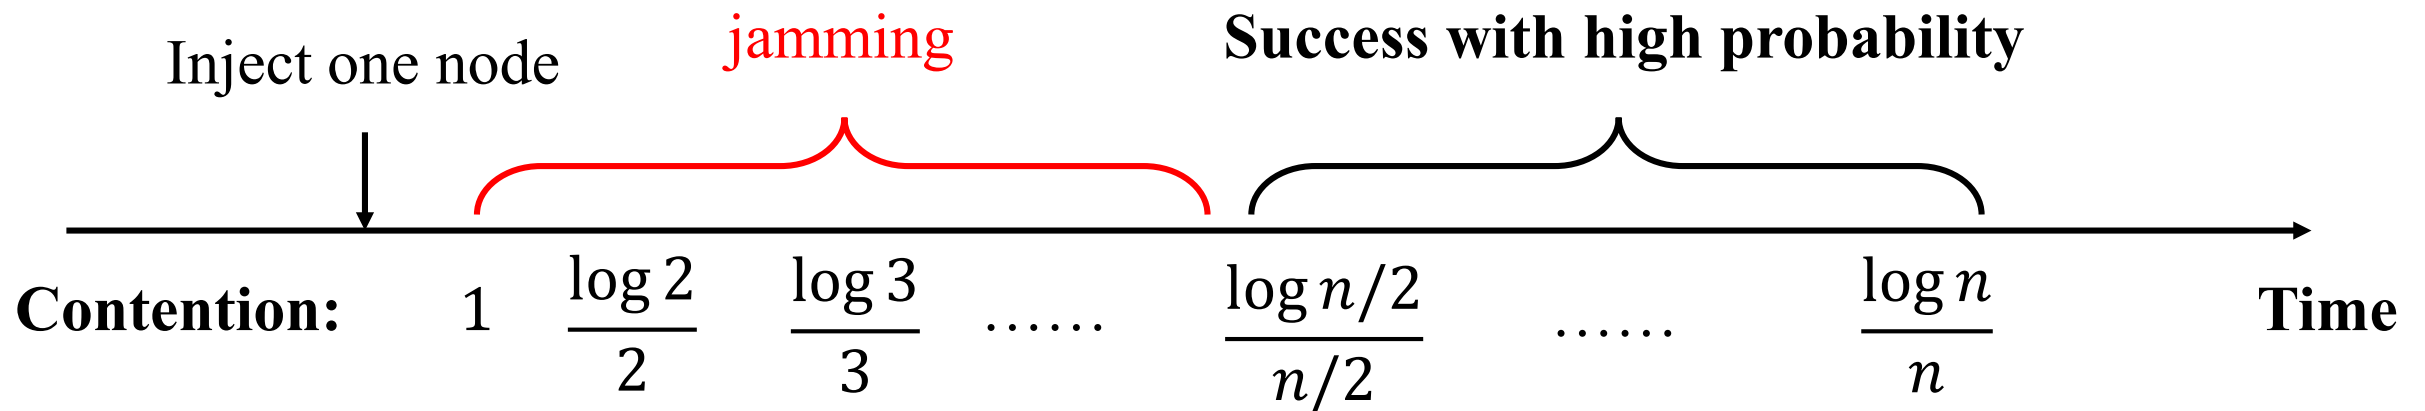 Inject one node
jamming
Success with high probability
Contention: 1 log 2 / 2 log 3 / 3 …… log n/2 / n/2 …… log n / n Time